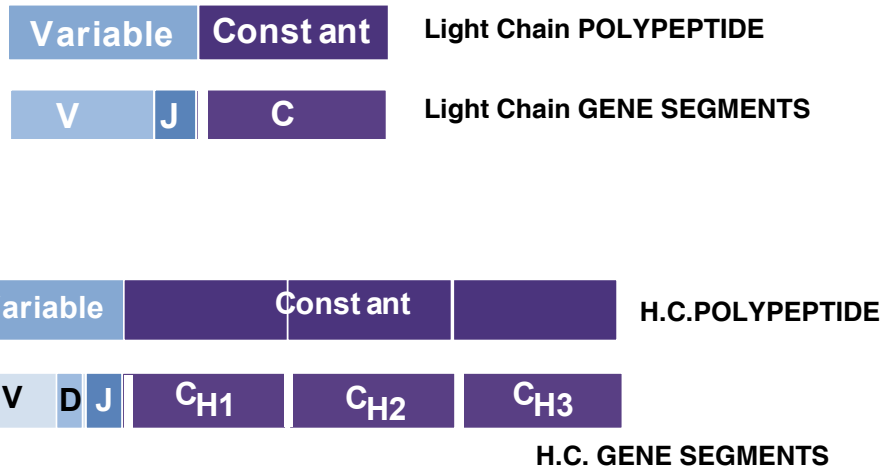 Variable Const ant Light Chain POLYPEPTIDE
V J C Light Chain GENE SEGMENTS
ariable Const ant H.C.POLYPEPTIDE
V D J CH1 CH2 CH3
H.C. GENE SEGMENTS